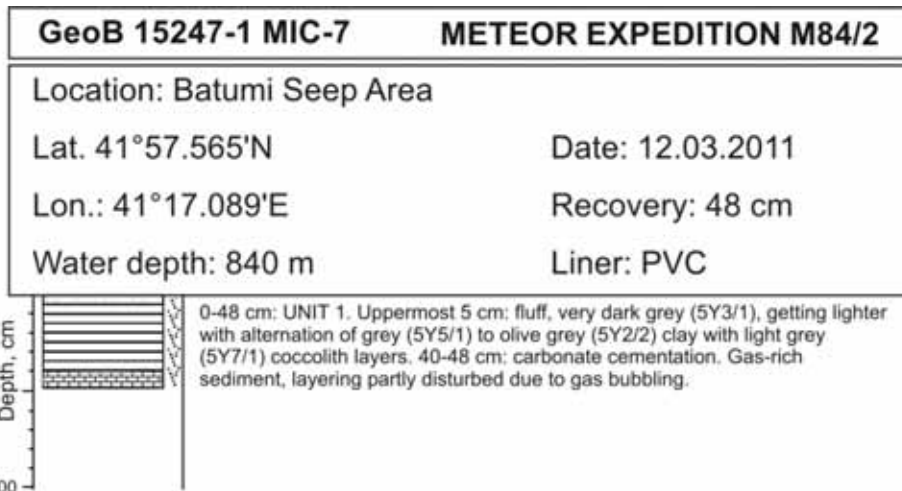 GeoB 15247-1 MIC-7 METEOR EXPEDITION M84/2
Location: Batumi Seep Area
Lat. 41°57.565'N Date: 12.03.2011
Lon.: 41°17.089'E Recovery: 48 cm
Water depth: 840 m Liner: PVC
0-48 cm: UNIT 1. Uppermost 5 cm: fluff, very dark grey (5Y3/1), getting lighter
with alternation of grey (5Y5/1) to olive grey (5Y2/2) clay with light grey
(5Y7/1) coccolith layers. 40-48 cm: carbonate cementation. Gas-rich
sediment, layering partly disturbed due to gas bubbling.
Depth, cm